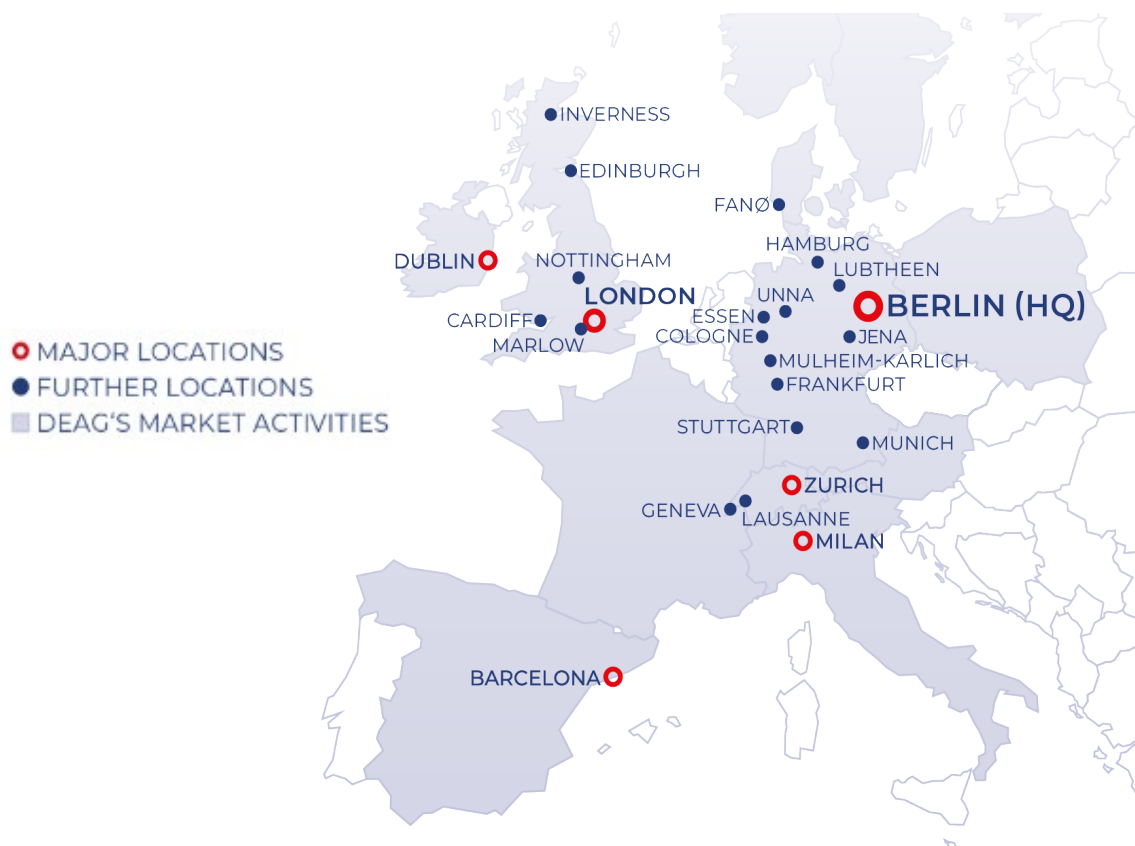 INVERNESS
EDINBURGH
FANØ
HAMBURG
DUBLIN
NOTTINGHAM
LUBTHEEN
UNNA
LONDON
BERLIN (HQ)
ESSEN
CARDIFF
COLOGNE
JENA
MARLOW
MAJOR LOCATIONS
MULHEIM-KARLICH
FURTHER LOCATIONS
FRANKFURT
DEAG'S MARKET ACTIVITIES
STUTTGART
MUNICH
ZURICH
GENEVA
LAUSANNE
MILAN
BARCELONA